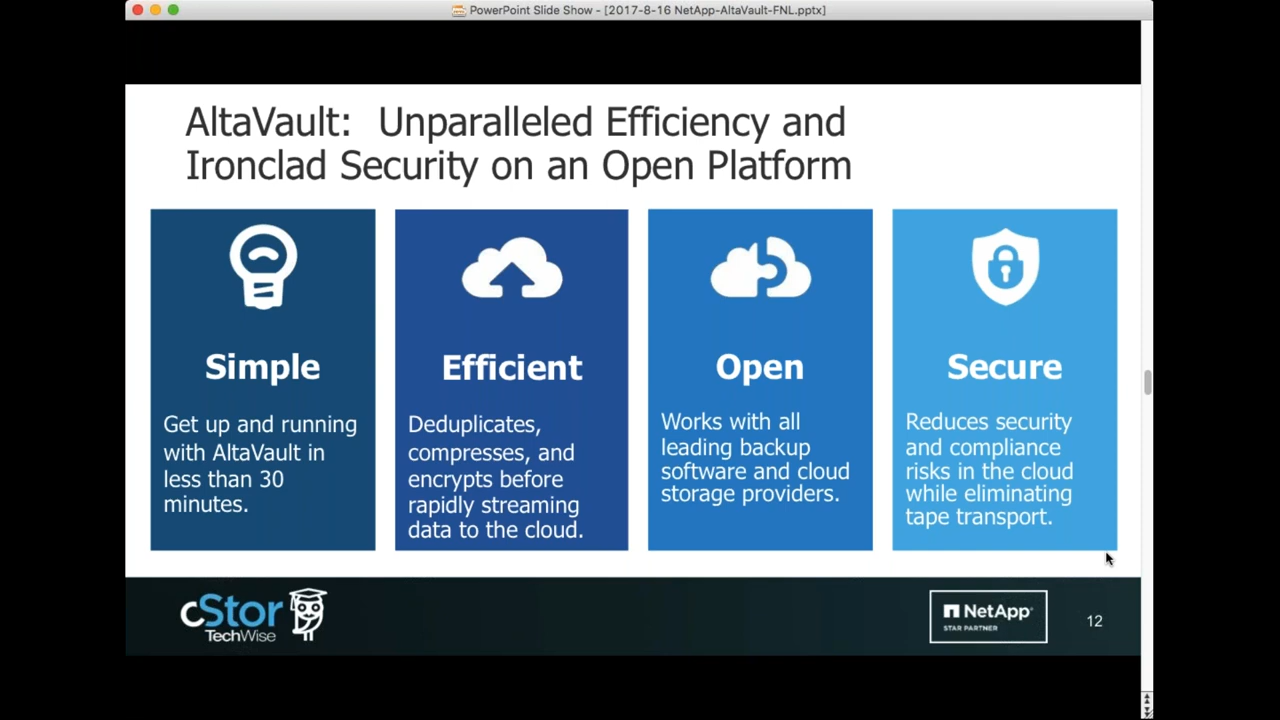 PowerPoint Slide Show - [2017-8-16 NetApp-AltaVault-FNL.pptx]
AltaVault: Unparalleled Efficiency and
Ironclad Security on an Open Platform
Simple
Get up and running
with AltaVault in
less than 30
minutes.
Efficient
Deduplicates,
compresses, and
encrypts before
rapidly streaming
data to the cloud.
Open
Works with all
leading backup
software and cloud
storage providers.
Secure
Reduces security
and compliance
risks in the cloud
while eliminating
tape transport.
cStor
TechWise
NetApp®
STAR PARTNER
12